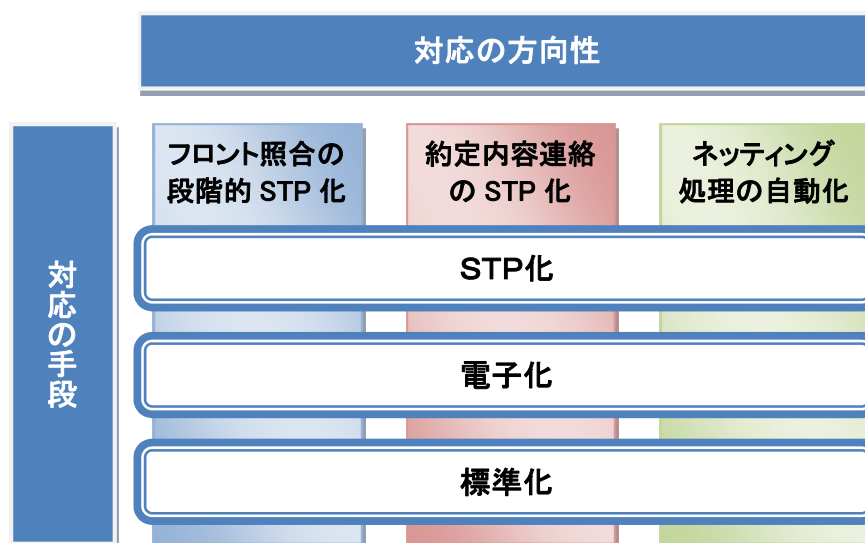 対応の方向性
フロント照合の
段階的 STP 化
約定内容連絡
の STP 化
ネッティング
処理の自動化
対応の手段
STP化
電子化
標準化